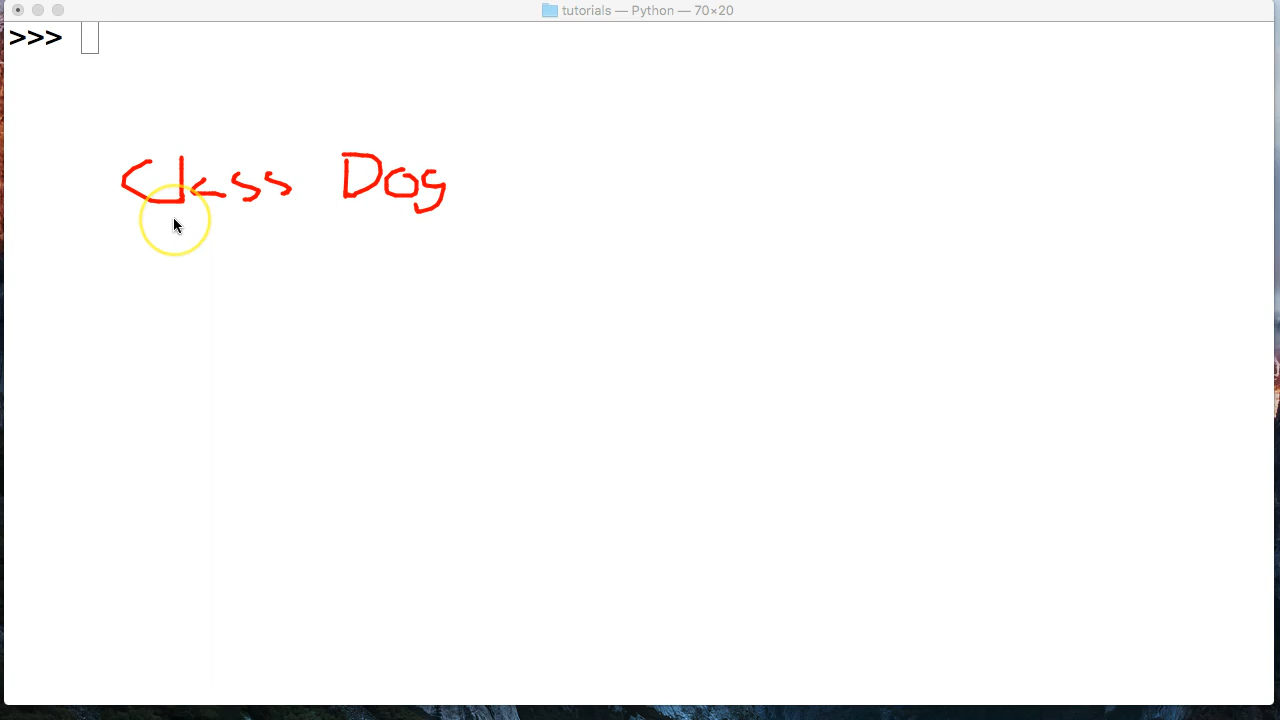 tutorials — Python — 70×20
>>>
Class Dog